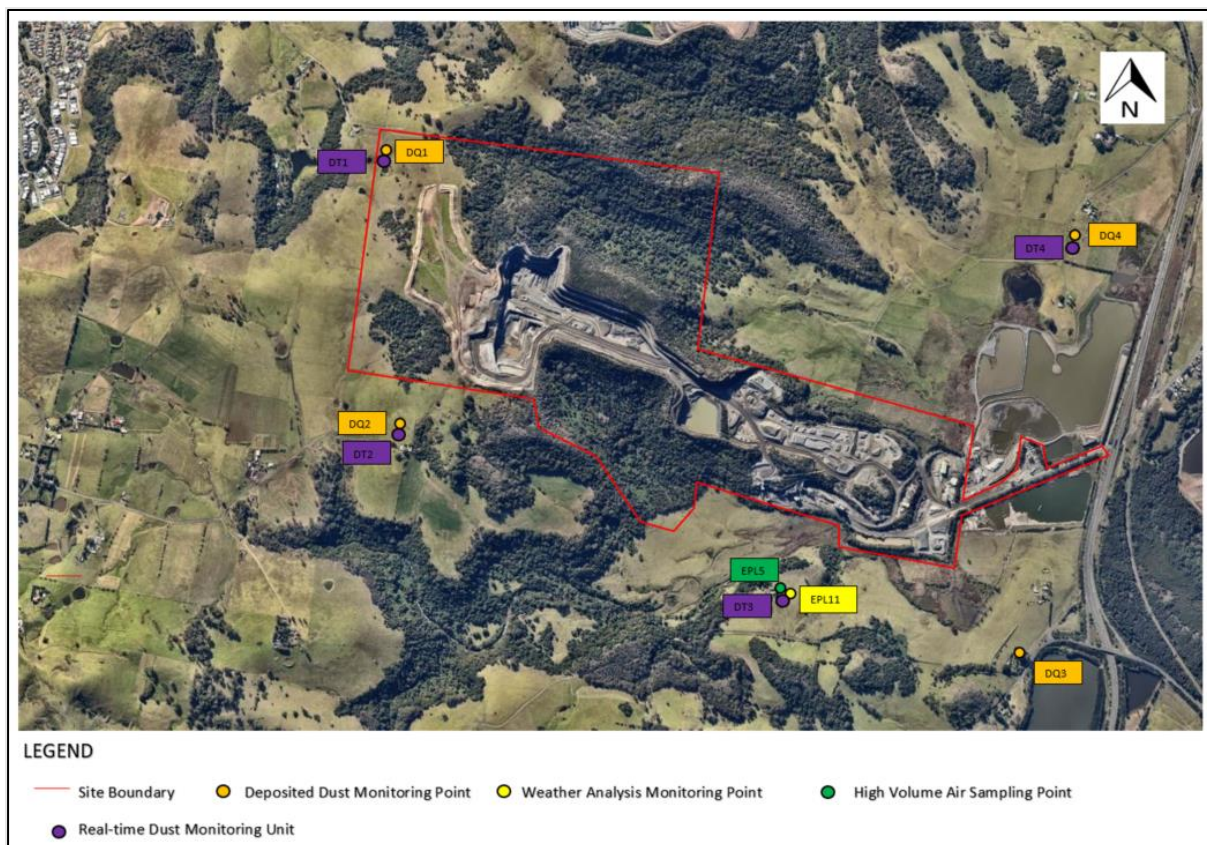 N
DT1
DQ1
DT4
DQ4
DQ2
DT2
EPL5
DT3
EPL11
DQ3
LEGEND
Site Boundary
Deposited Dust Monitoring Point
Weather Analysis Monitoring Point
High Volume Air Sampling Point
Real-time Dust Monitoring Unit